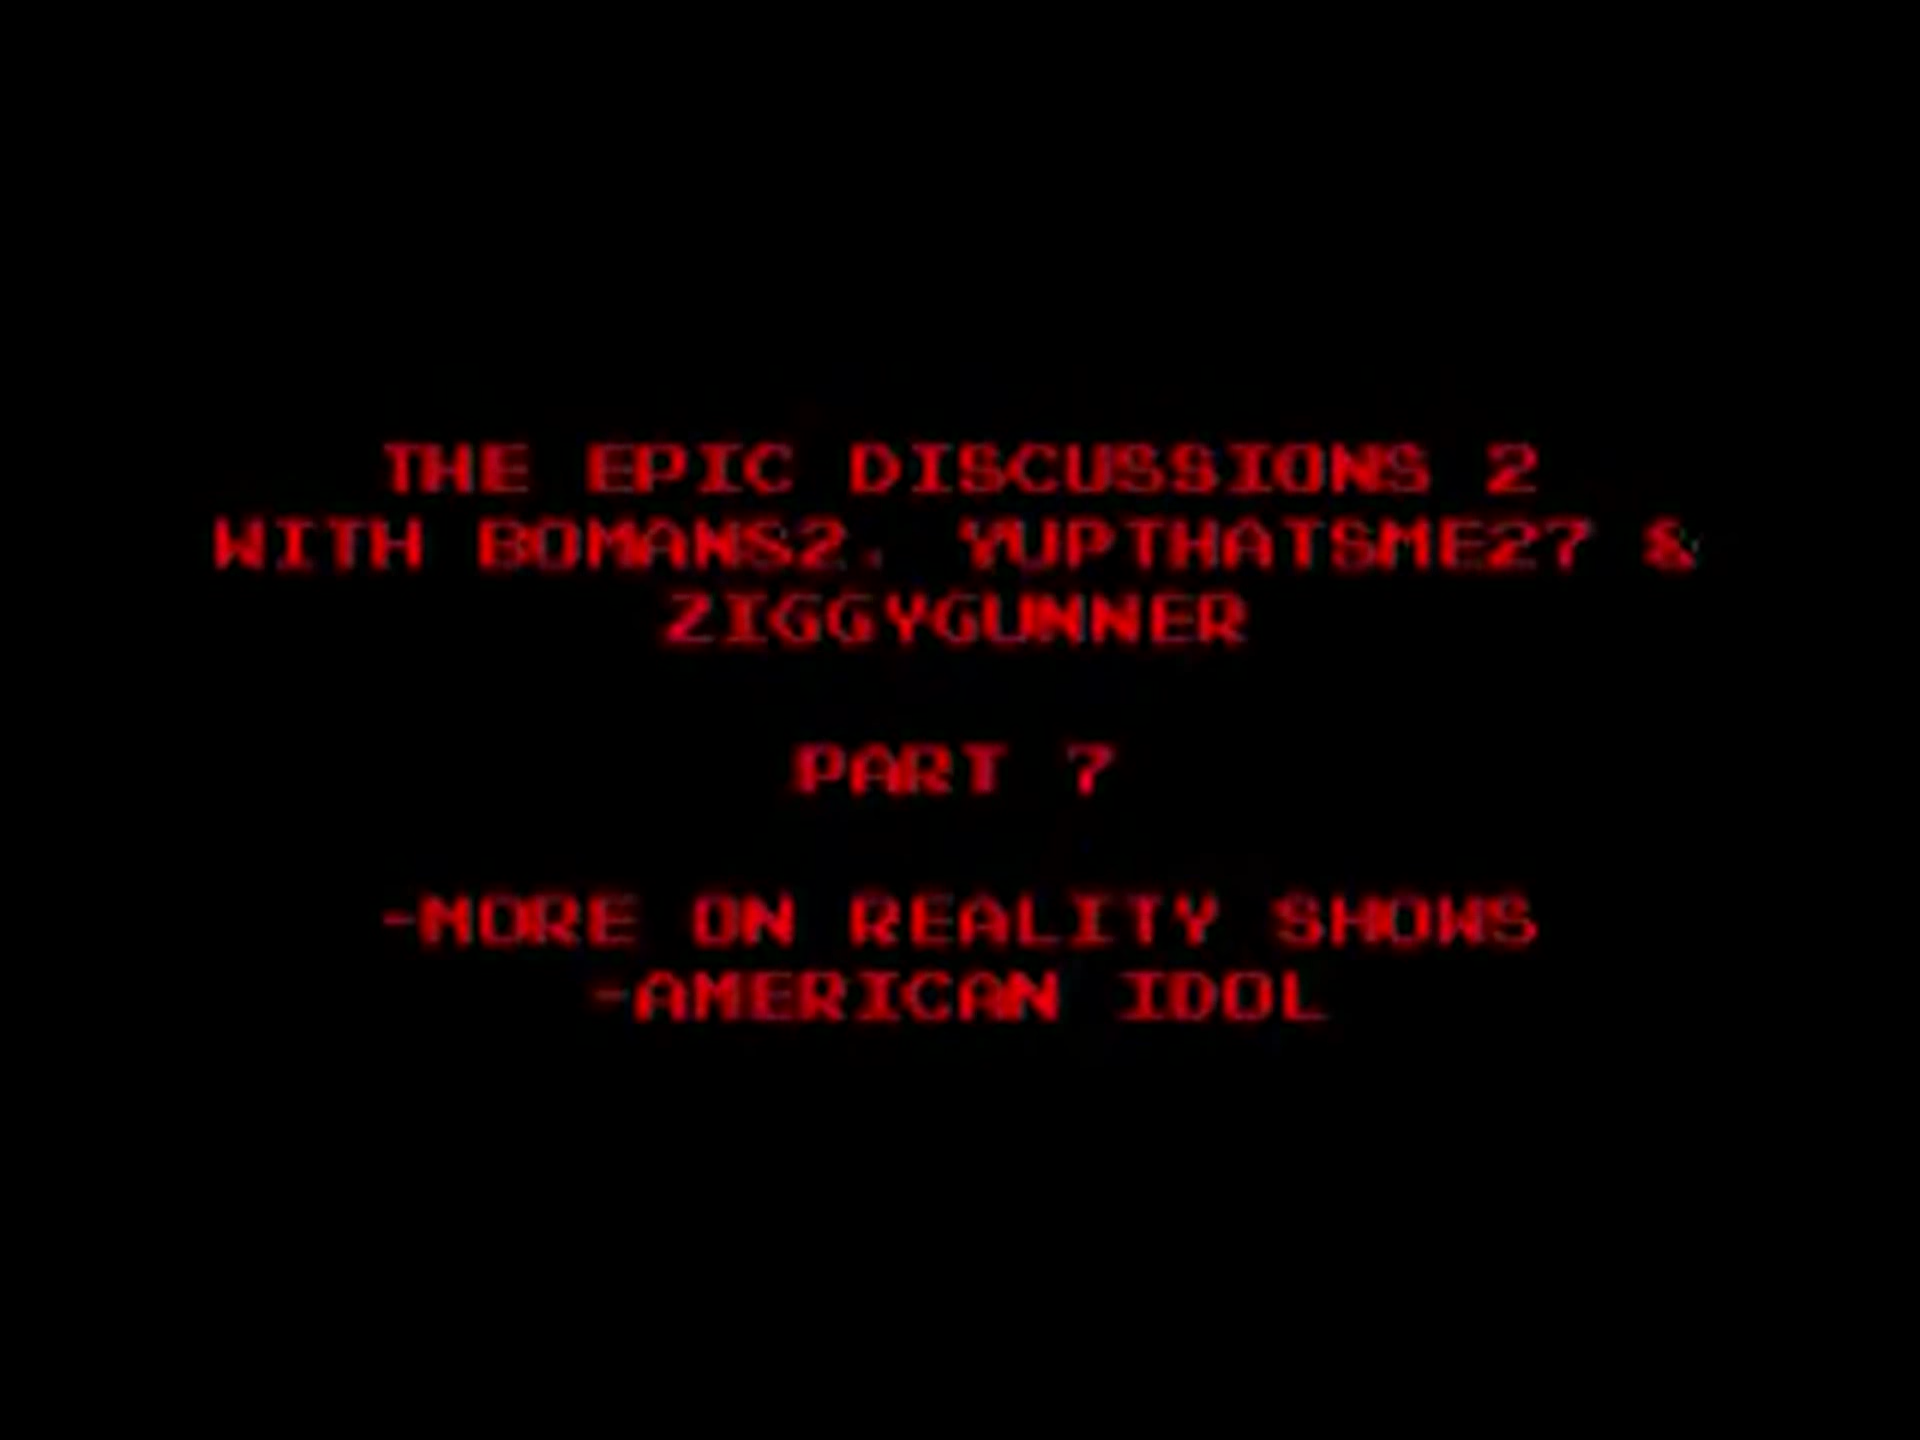 THE EPIC DISCUSSIONS 2
WITH BOMANS2, YUPTHATSME27 &
ZIGGYGUNNER
PART 7
-MORE ON REALITY SHOWS
-AMERICAN IDOL